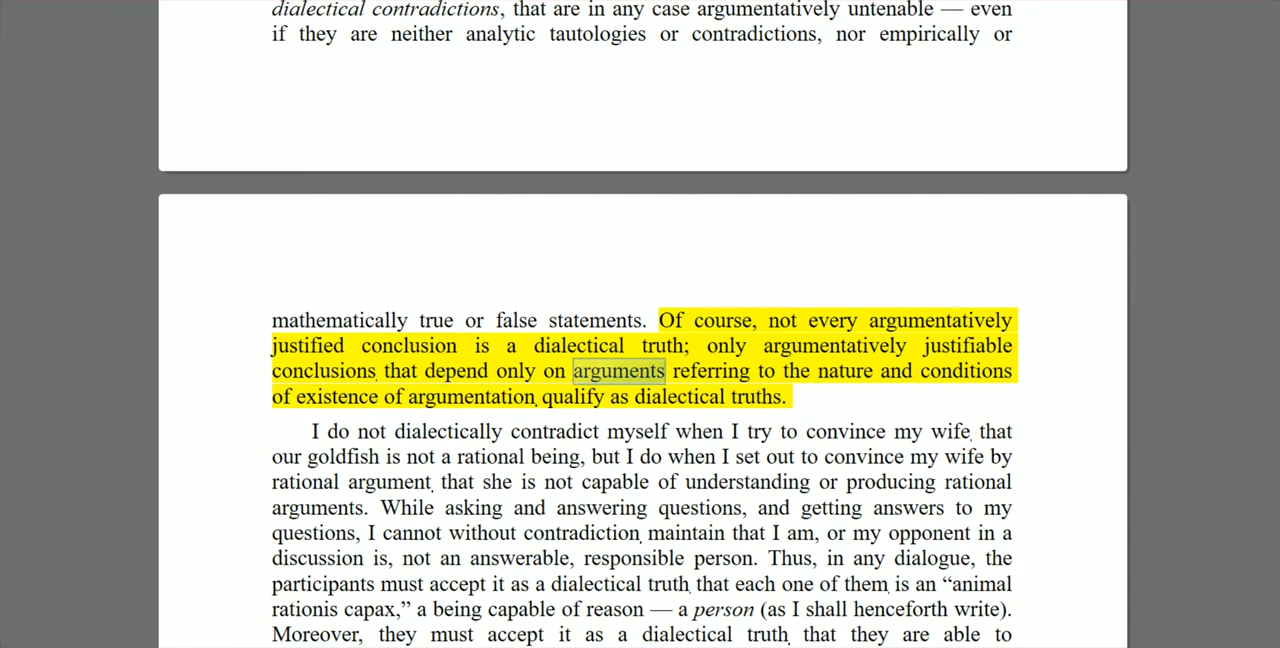 dialectical contradictions, that are in any case argumentatively untenable — even
if they are neither analytic tautologies or contradictions, nor empirically or
mathematically true or false statements. Of course, not every argumentatively
justified conclusion is a dialectical truth; only argumentatively justifiable
conclusions that depend only on arguments referring to the nature and conditions
of existence of argumentation qualify as dialectical truths.
I do not dialectically contradict myself when I try to convince my wife that
our goldfish is not a rational being, but I do when I set out to convince my wife by
rational argument that she is not capable of understanding or producing rational
arguments. While asking and answering questions, and getting answers to my
questions, I cannot without contradiction maintain that I am, or my opponent in a
discussion is, not an answerable, responsible person. Thus, in any dialogue, the
participants must accept it as a dialectical truth that each one of them is an “animal
rationis capax,” a being capable of reason — a person (as I shall henceforth write).
Moreover, they must accept it as a dialectical truth that they are able to